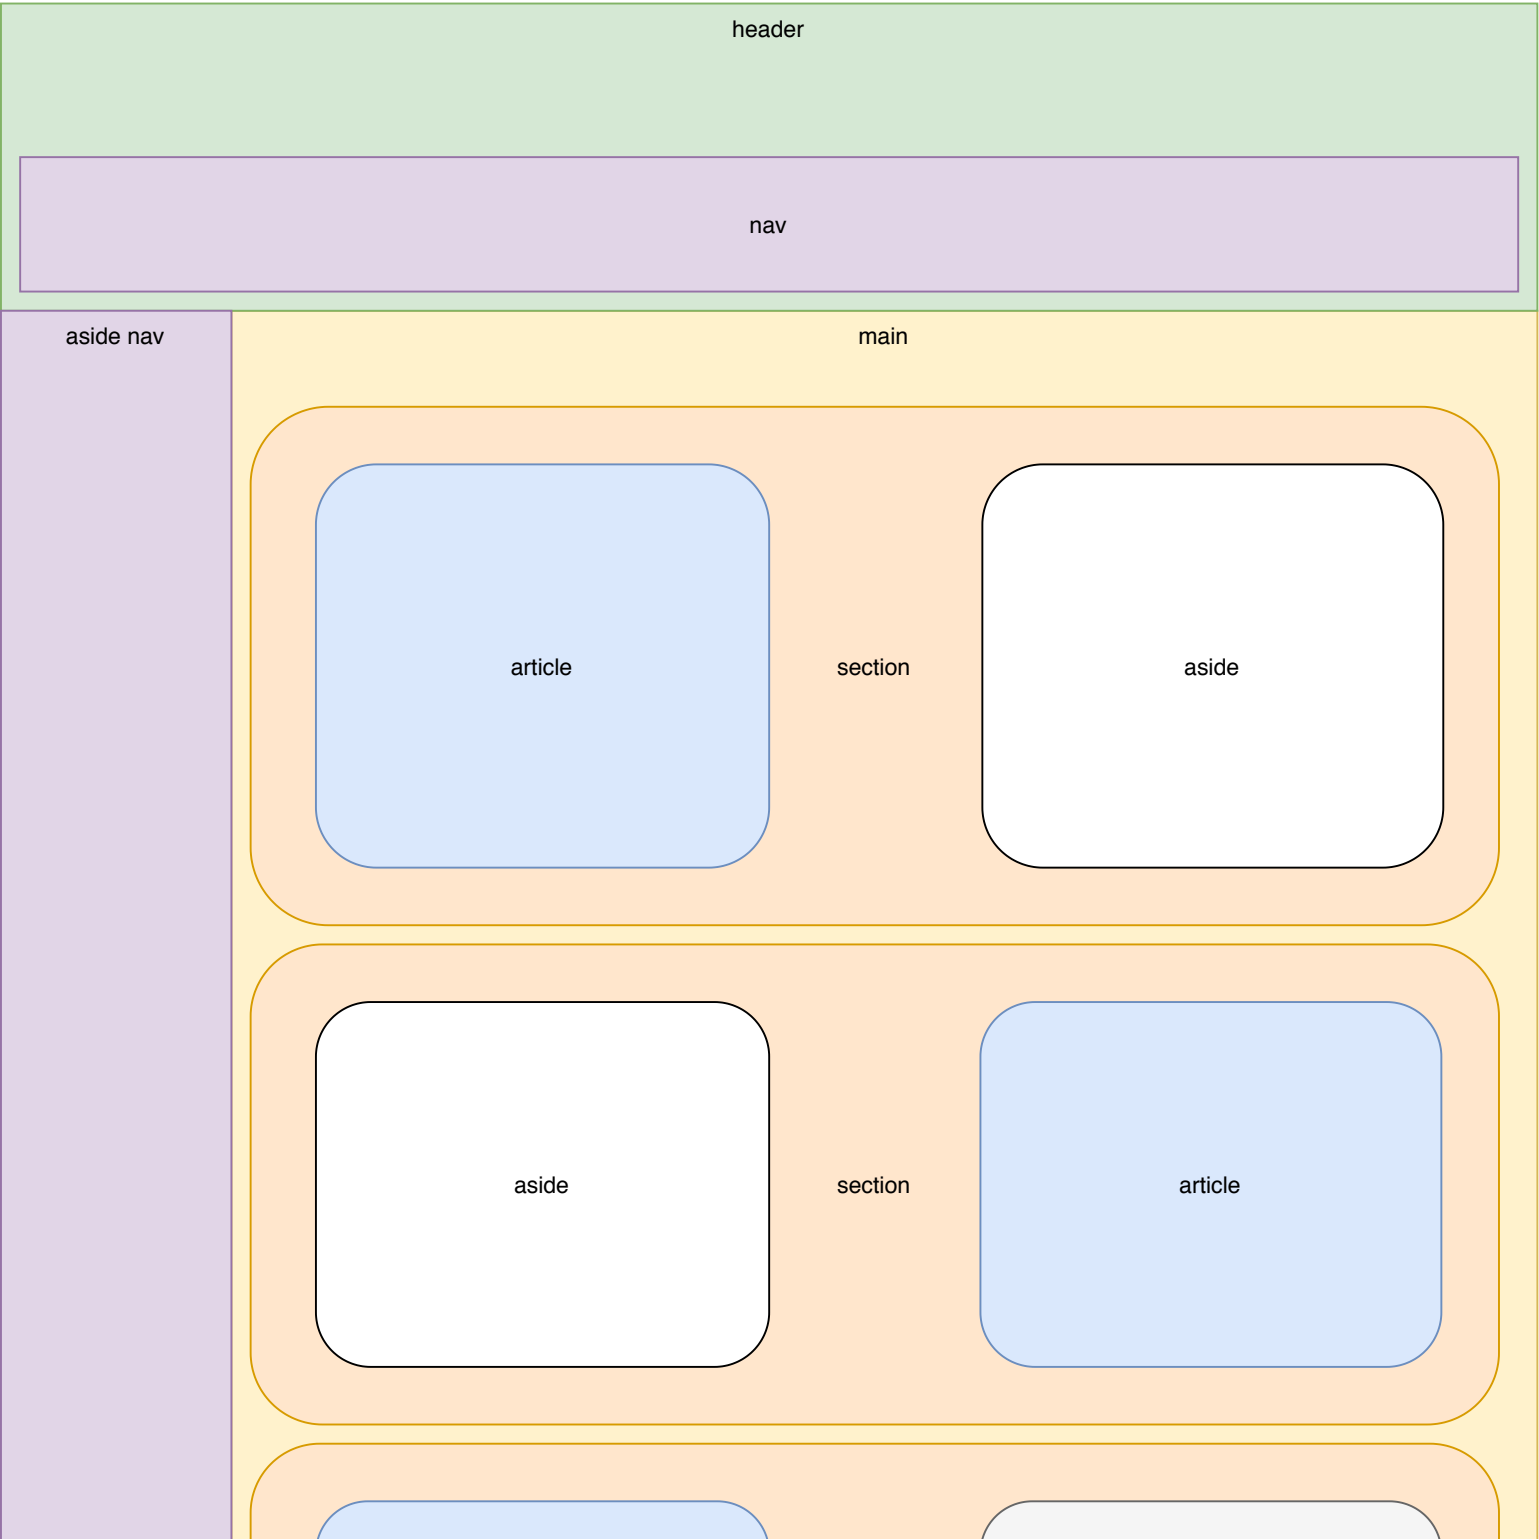 header
nav
aside nav
main
article
section
aside
aside
section
article